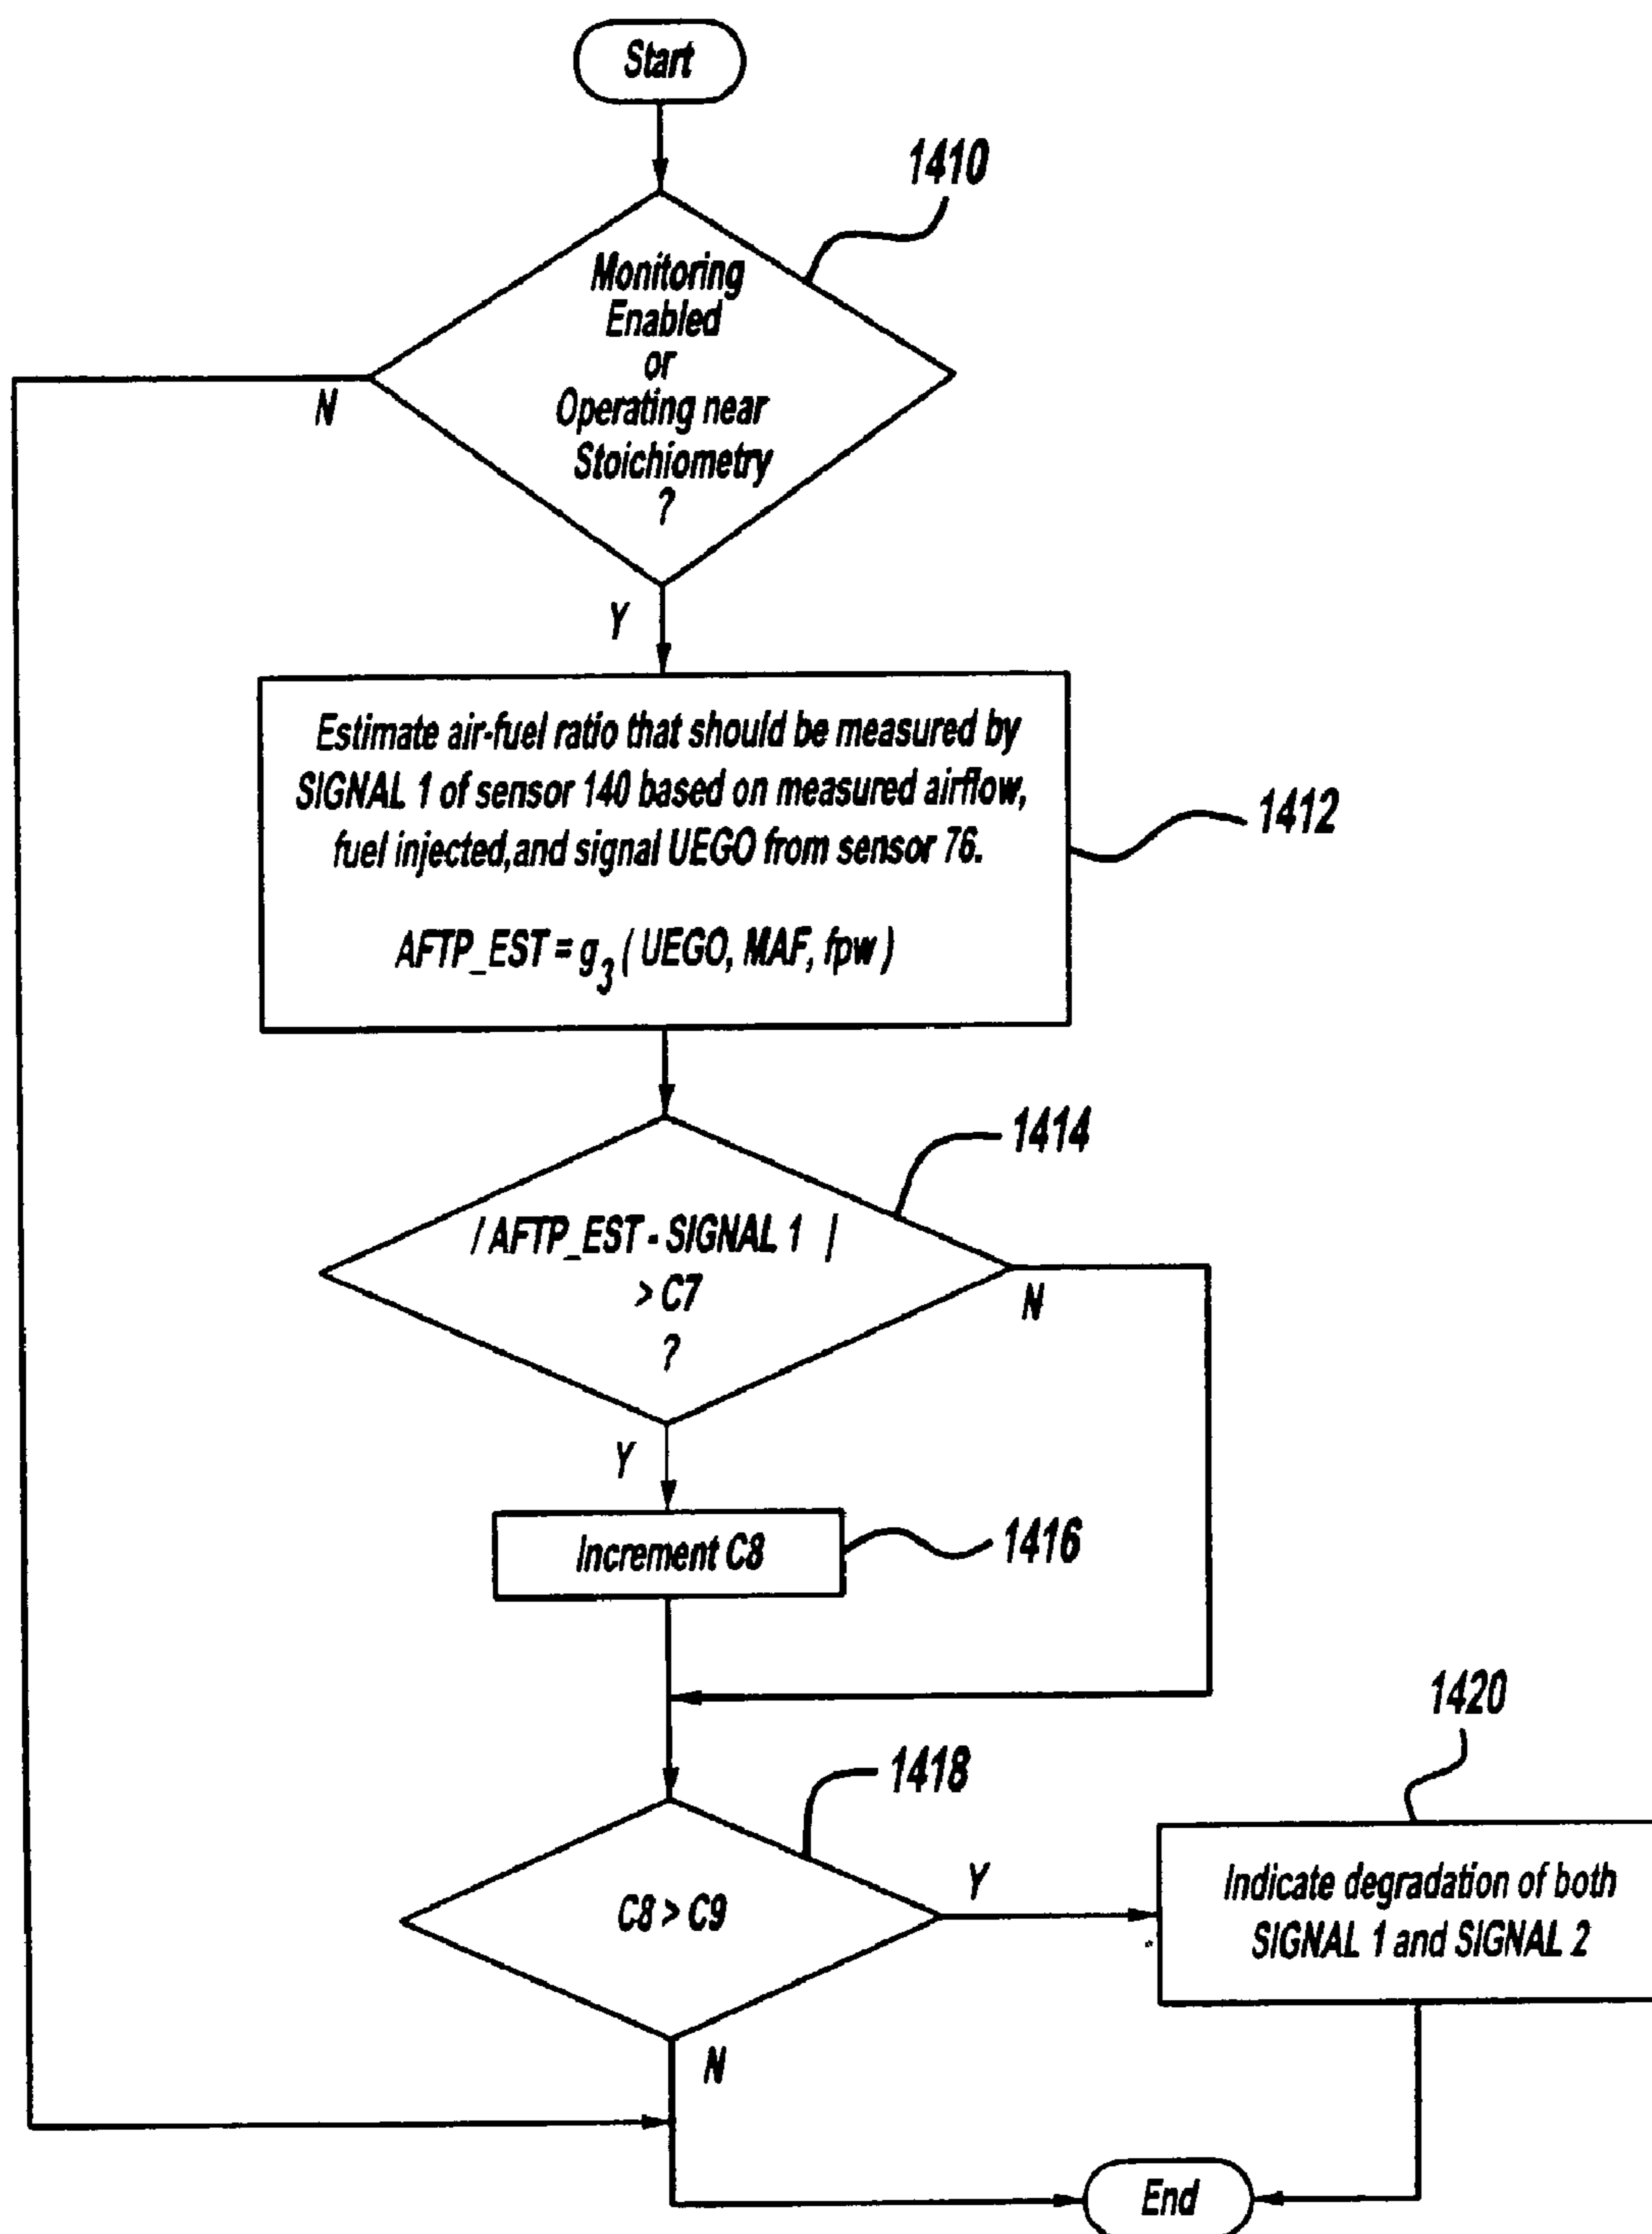 Start
1410
Monitoring
Enabled
or
Operating near
Stoichiometry
?
N
Y
Estimate air-fuel ratio that should be measured by
SIGNAL 1 of sensor 140 based on measured airflow,
fuel injected,and signal UEGO from sensor 76.
AFTP_EST = g3 ( UEGO, MAF, fpw )
1412
1414
/ AFTP_EST - SIGNAL 1 |
> C7
?
N
Y
Increment C8
1416
1418
1420
C8 > C9
Y
Indicate degradation of both
SIGNAL 1 and SIGNAL 2
N
End